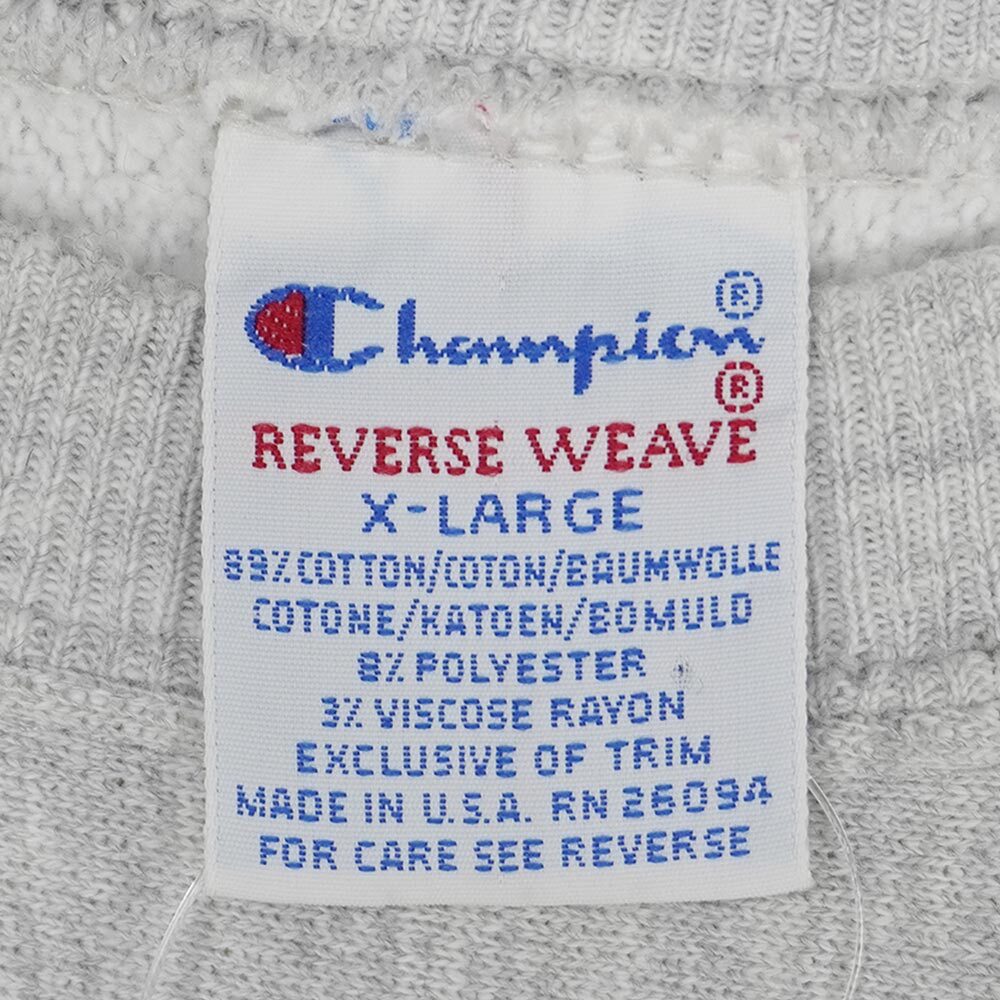 Champion®
REVERSE WEAVE®
X-LARGE
89% COTTON/COTON/BAUMWOLLE
COTONE/KATOEN/BOMULD
8% POLYESTER
3% VISCOSE RAYON
EXCLUSIVE OF TRIM
MADE IN U.S.A. RN 26094
FOR CARE SEE REVERSE